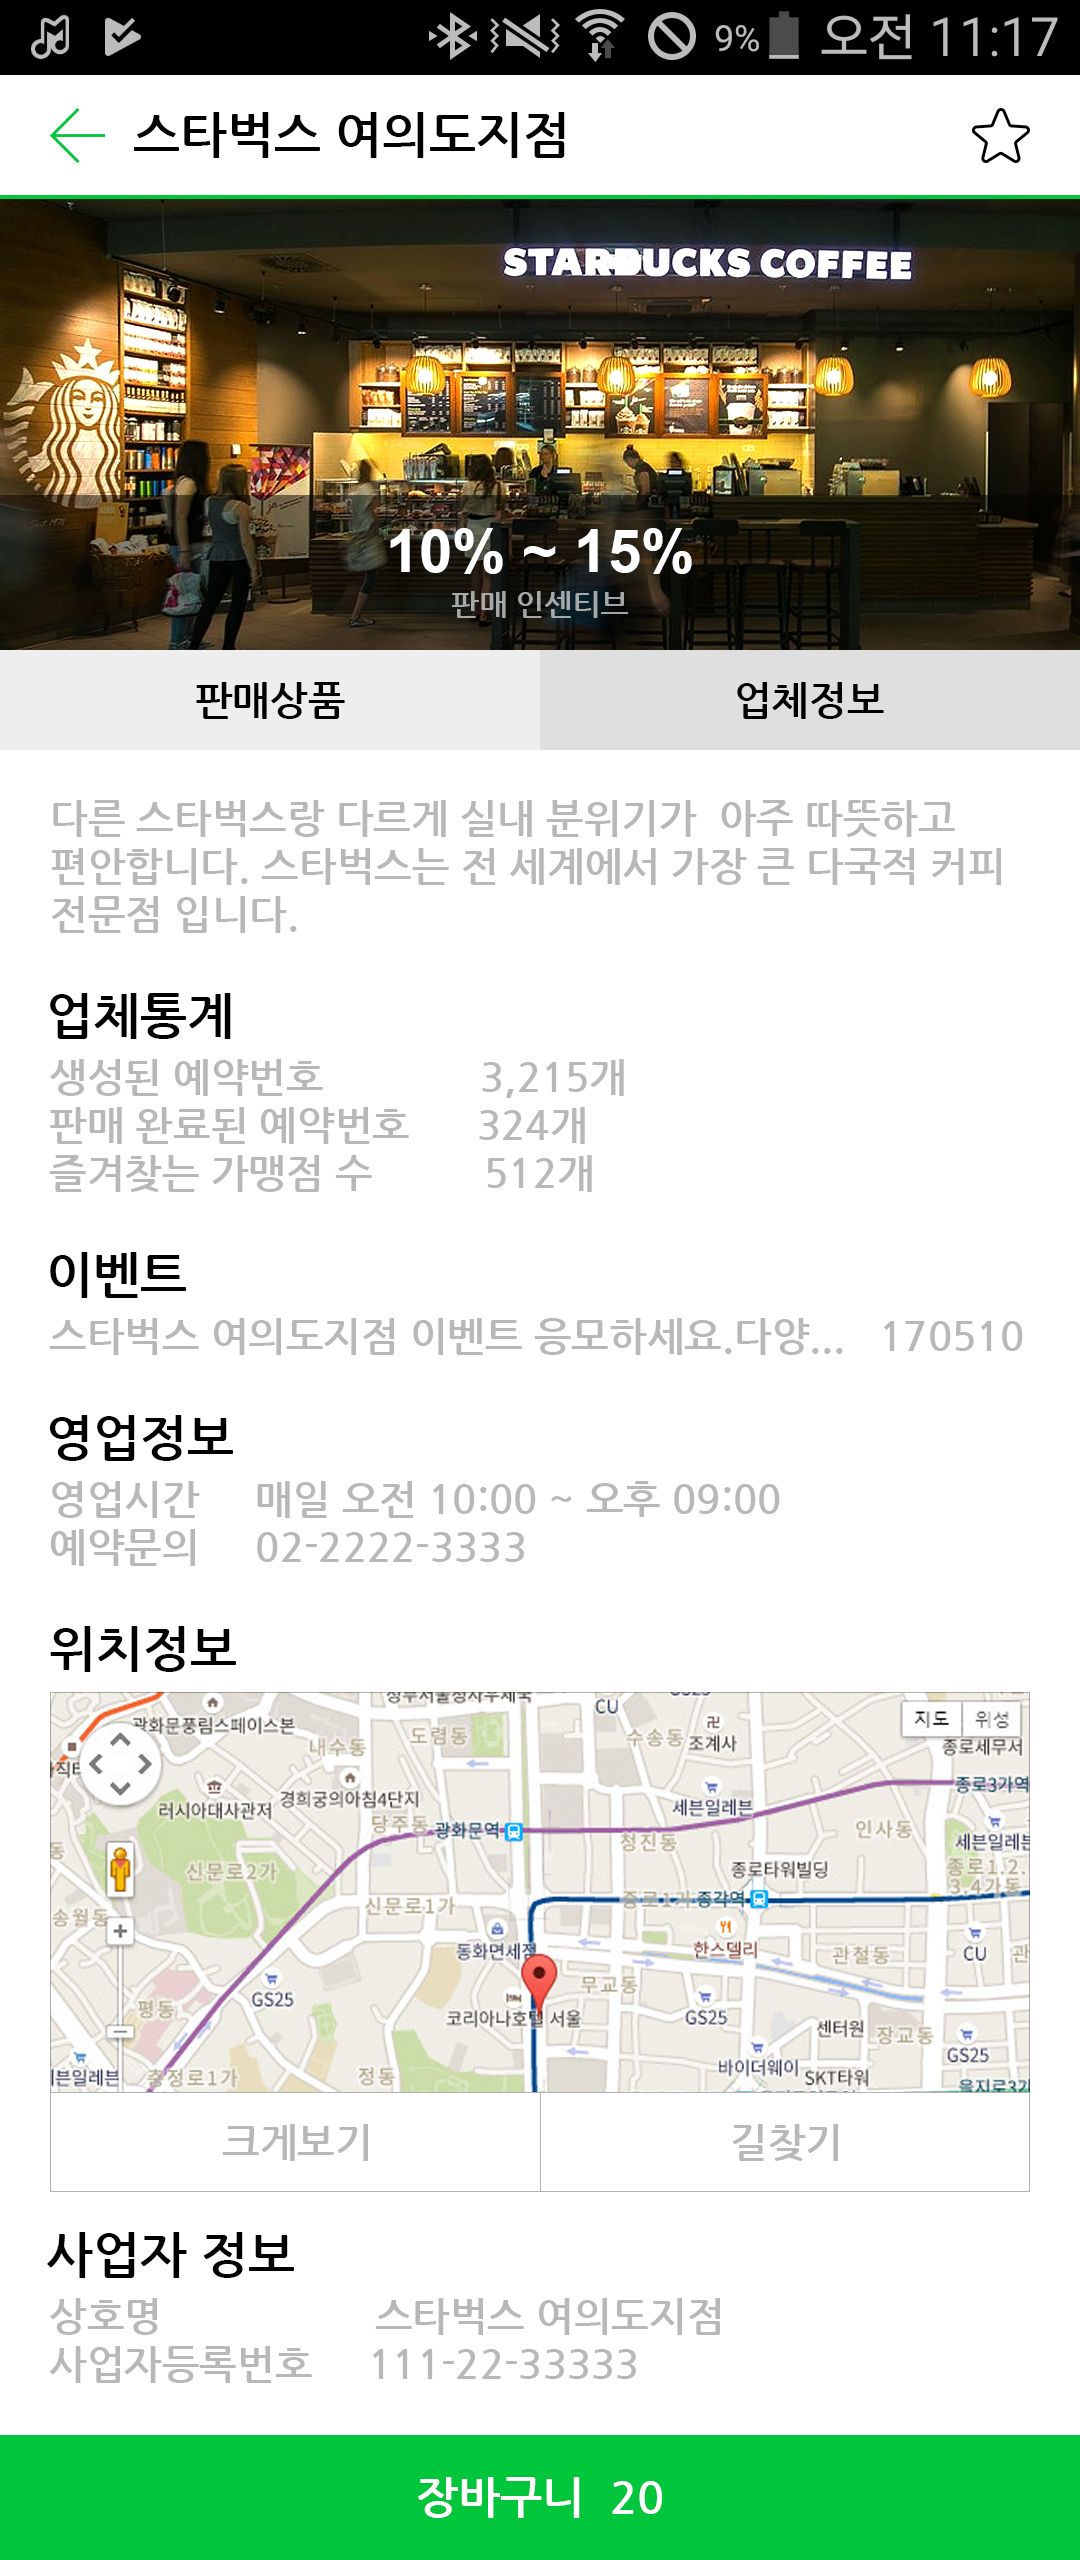 9% 오전 11:17
스타벅스 여의도지점
STARBUCKS COFFEE
10% ~ 15%
판매 인센티브
판매상품 업체정보
다른 스타벅스랑 다르게 실내 분위기가 아주 따뜻하고
편안합니다. 스타벅스는 전 세계에서 가장 큰 다국적 커피
전문점 입니다.
업체통계
생성된 예약번호 3,215개
판매 완료된 예약번호 324개
즐겨찾는 가맹점 수 512개
이벤트
스타벅스 여의도지점 이벤트 응모하세요.다양... 170510
영업정보
영업시간 매일 오전 10:00 ~ 오후 09:00
예약문의 02-2222-3333
위치정보
CU
지도 위성
광화문풍림스페이스본
도렴동
수송동
조계사
내수동
종로세무서
종로3가역
경희궁의아침4단지
러시아대사관저
세븐일레븐
당주동
광화문역
청진동
인사동
세븐일레븐
신문로2가
종로타워빌딩
종로1.2.
3.4가동
신문로1가
종로1가
종각역
송월동
동화면세점
한스델리
관철동
CU
무교동
GS25
평동
코리아나호텔 서울
GS25
센터원
장교동
GS25
바이더웨이
SKT타워
충정로1가
정동
을지로3가
크게보기 길찾기
사업자 정보
상호명 스타벅스 여의도지점
사업자등록번호 111-22-33333
장바구니 20